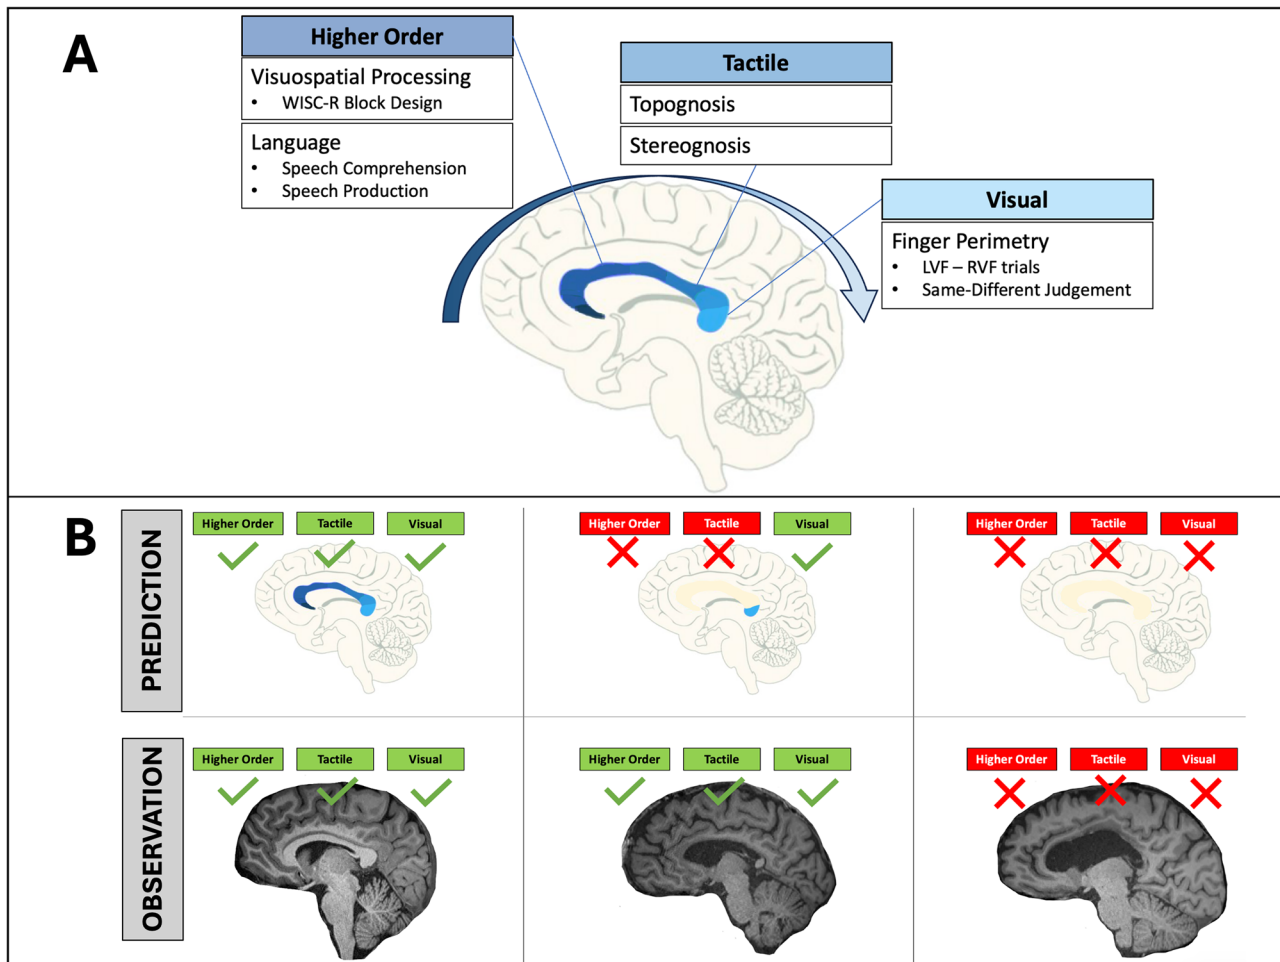 A
Higher Order
Visuospatial Processing
• WISC-R Block Design
Language
• Speech Comprehension
• Speech Production
Tactile
Topognosis
Stereognosis
Visual
Finger Perimetry
• LVF – RVF trials
• Same-Different Judgement
B
PREDICTION
Higher Order Tactile Visual
Higher Order Tactile Visual
Higher Order Tactile Visual
OBSERVATION
Higher Order Tactile Visual
Higher Order Tactile Visual
Higher Order Tactile Visual